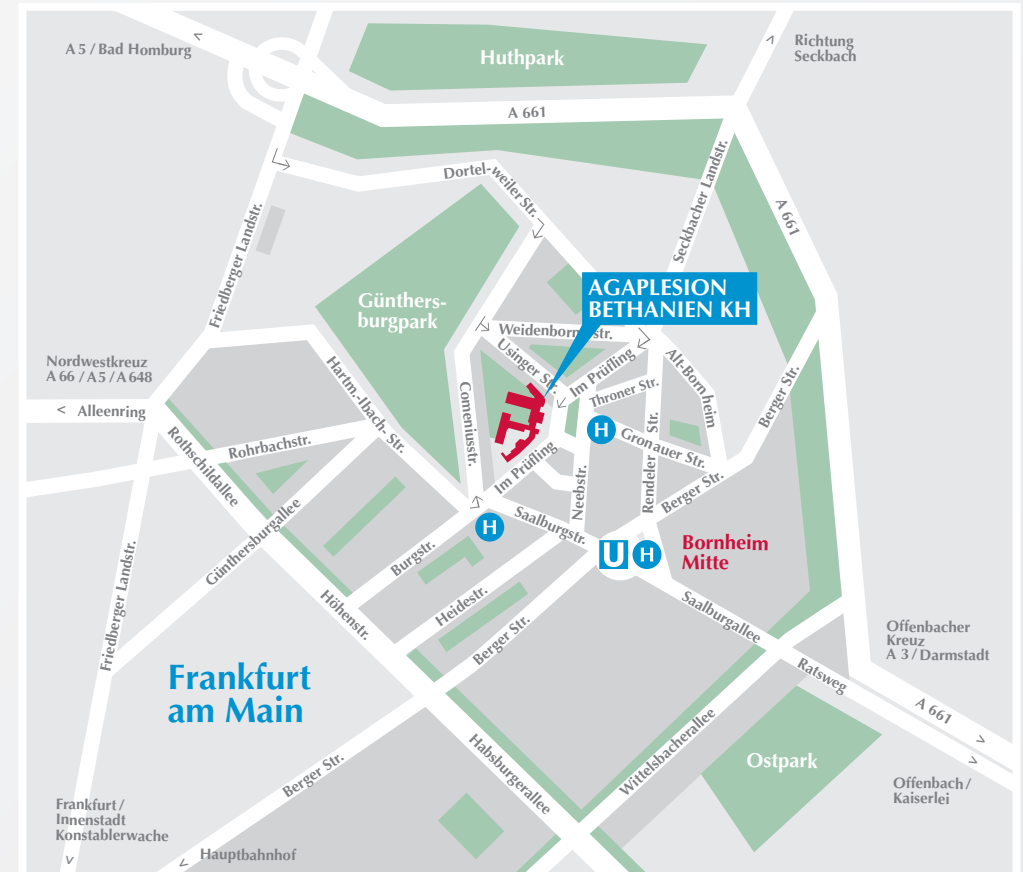 A 5 / Bad Homburg
Huthpark
Richtung
Seckbach
A 661
Dortel-weiler Str.
Seckbacher Landstr.
A 661
Friedberger Landstr.
Günthers-
burgpark
AGAPLESION
BETHANIEN KH
Weidenborn str.
Usinger Str.
Im Prüfling
Alt-Bornheim
Throner Str.
Nordwestkreuz
A 66 / A 5 / A 648
Alleenring
Hartm.-Ibach- Str.
Comeniusstr.
Berger Str.
Rothschildallee
Rohrbachstr.
H
Gronauer Str.
Rendeler Str.
Im Prüfling
Neebstr.
Berger Str.
Günthersburgallee
Saalburgstr.
H
Burgstr.
U
H
Bornheim
Mitte
Friedberger Landstr.
Höhenstr.
Heidestr.
Berger Str.
Saalburgallee
Offenbacher
Kreuz
A 3 / Darmstadt
Ratsweg
Frankfurt
am Main
A 661
Habsburgerallee
Wittelsbacherallee
Ostpark
Berger Str.
Offenbach /
Kaiserlei
Frankfurt /
Innenstadt
Konstablerwache
Hauptbahnhof